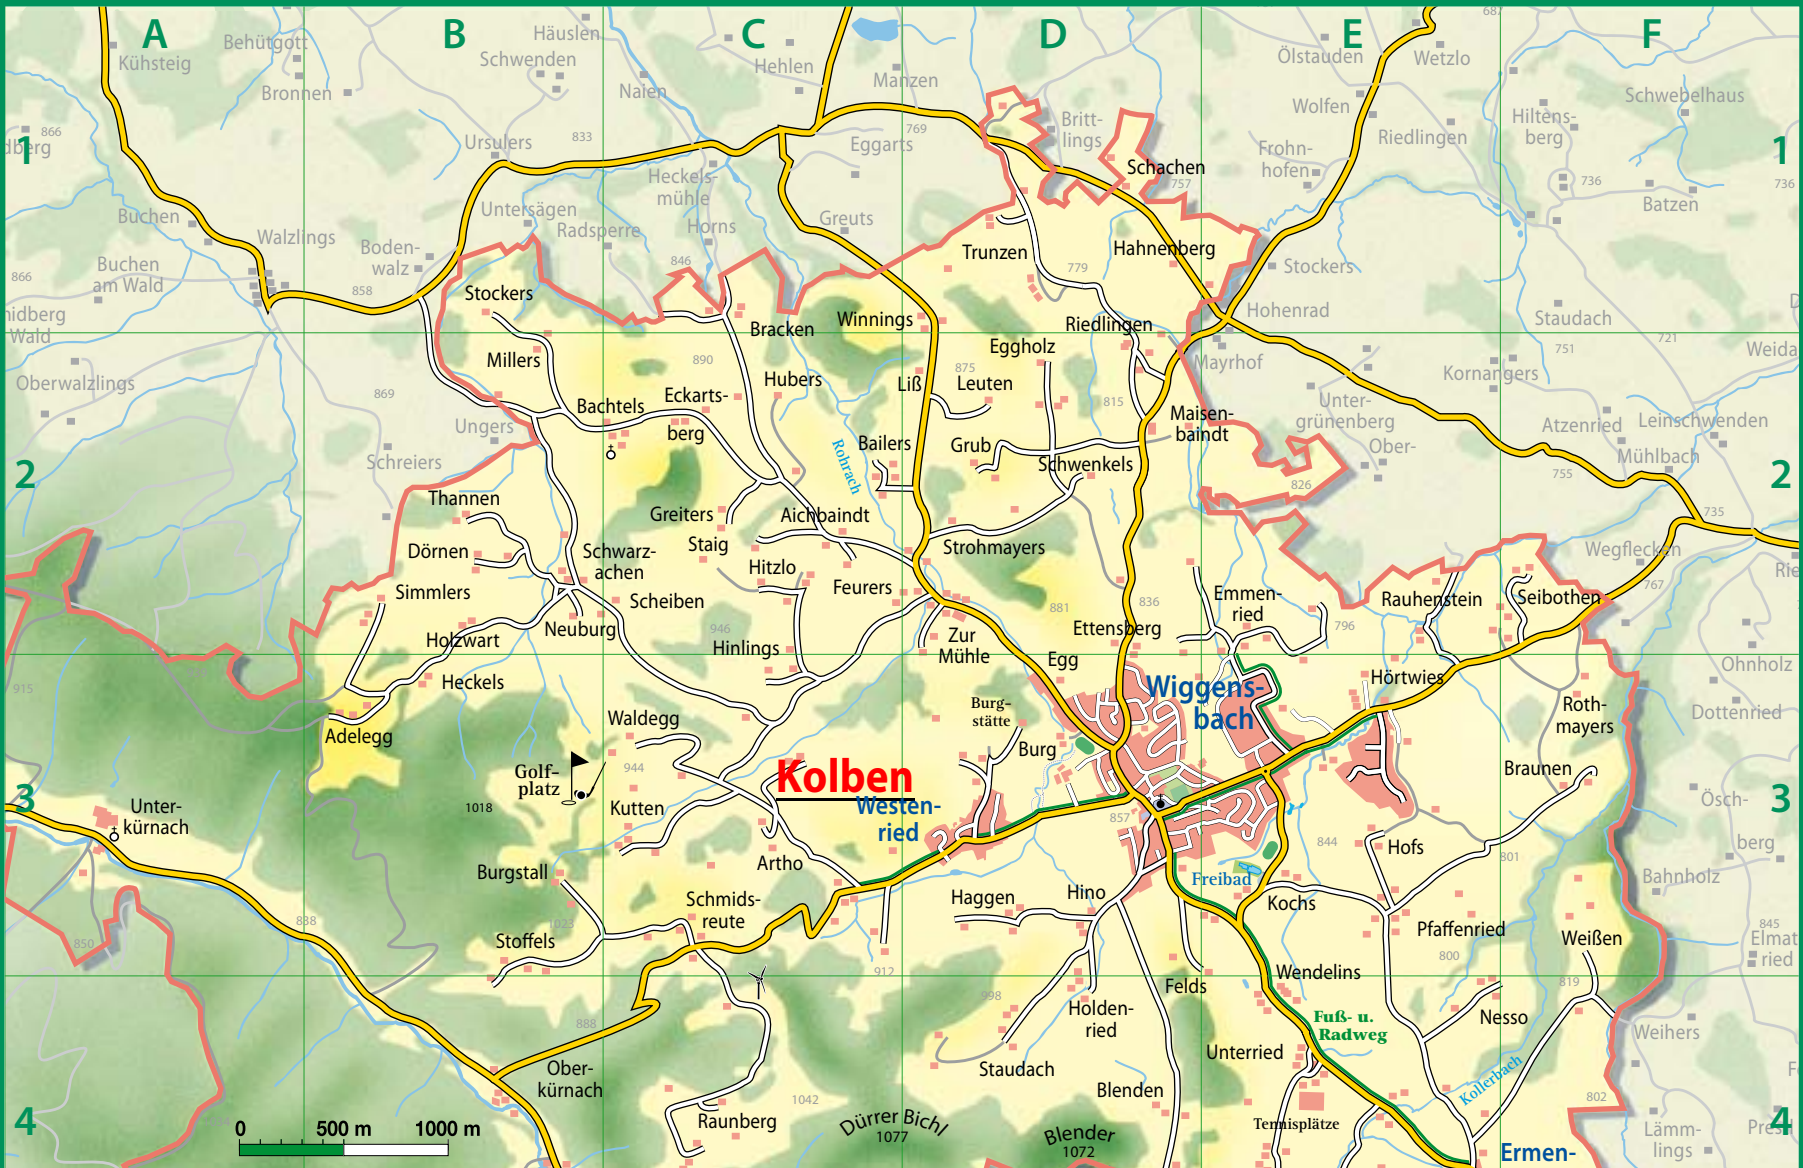 A
B
C
D
E
F
Kühsteig
Behütgott
Bronnen
Häuslen
Schwenden
Naien
Hehlen
Manzen
Ölstauden
Wetzlo
687
Schwebelhaus
866
dberg
1
Ursulers
833
769
Eggarts
Britt-
lings
Schachen
757
Wolfen
Riedlingen
Frohn-
hofen
Hiltens-
berg
1
736
736
Batzen
Buchen
Walzlings
Boden-
walz
Untersägen
Radsperre
Heckels-
mühle
Horns
Greuts
846
Buchen
am Wald
866
858
nidberg
Wald
Stockers
Trunzen
Hahnenberg
779
Stockers
Hohenrad
Staudach
Bracken
Winnings
Riedlingen
Eggholz
Mayrhof
751
721
Weida
Oberwalzlings
869
Millers
890
Hubers
Liß
875
Leuten
815
Kornangers
Unter-
grünenberg
Ober-
Atzenried
Leinschwenden
Mühlbach
Ungers
Bachtels
Eckarts-
berg
Rohrach
Bailers
Grub
Schwenkels
Maisen-
baindt
826
755
2
2
Schreiers
Thannen
Greiters
Staig
Aichbaindt
Strohmayers
735
Wegflecken
767
Rie
Dörnen
Schwarz-
achen
Hitzlo
Feurers
Simmlers
Scheiben
881
836
Emmen-
ried
796
Rauhenstein
Seibothen
Holzwart
Neuburg
946
Hinlings
Zur
Mühle
Ettensberg
Egg
Ohnholz
915
Heckels
Hörtwies
Wiggens-
bach
Roth-
mayers
Dottenried
Adelegg
Waldegg
Burg-
stätte
Burg
Golf-
platz
944
Kolben
Braunen
3
Unter-
kürnach
1018
Kutten
Westen-
ried
857
Ösch-
berg
3
Artho
844
Hofs
801
Burgstall
Freibad
Bahnholz
Schmids-
reute
Haggen
Hino
Kochs
838
850
1023
Stoffels
Pfaffenried
Weißen
845
Elmat
ried
912
Wendelins
800
819
998
Felds
888
Holden-
ried
Fuß- u.
Radweg
Nesso
Weihers
Unterried
Ober-
kürnach
Staudach
Blenden
Kollerbach
802
1042
4
0
500 m
1000 m
Raunberg
Dürrer Bichl
1077
Blender
1072
Tennisplätze
Ermen-
Lämm-
lings
4